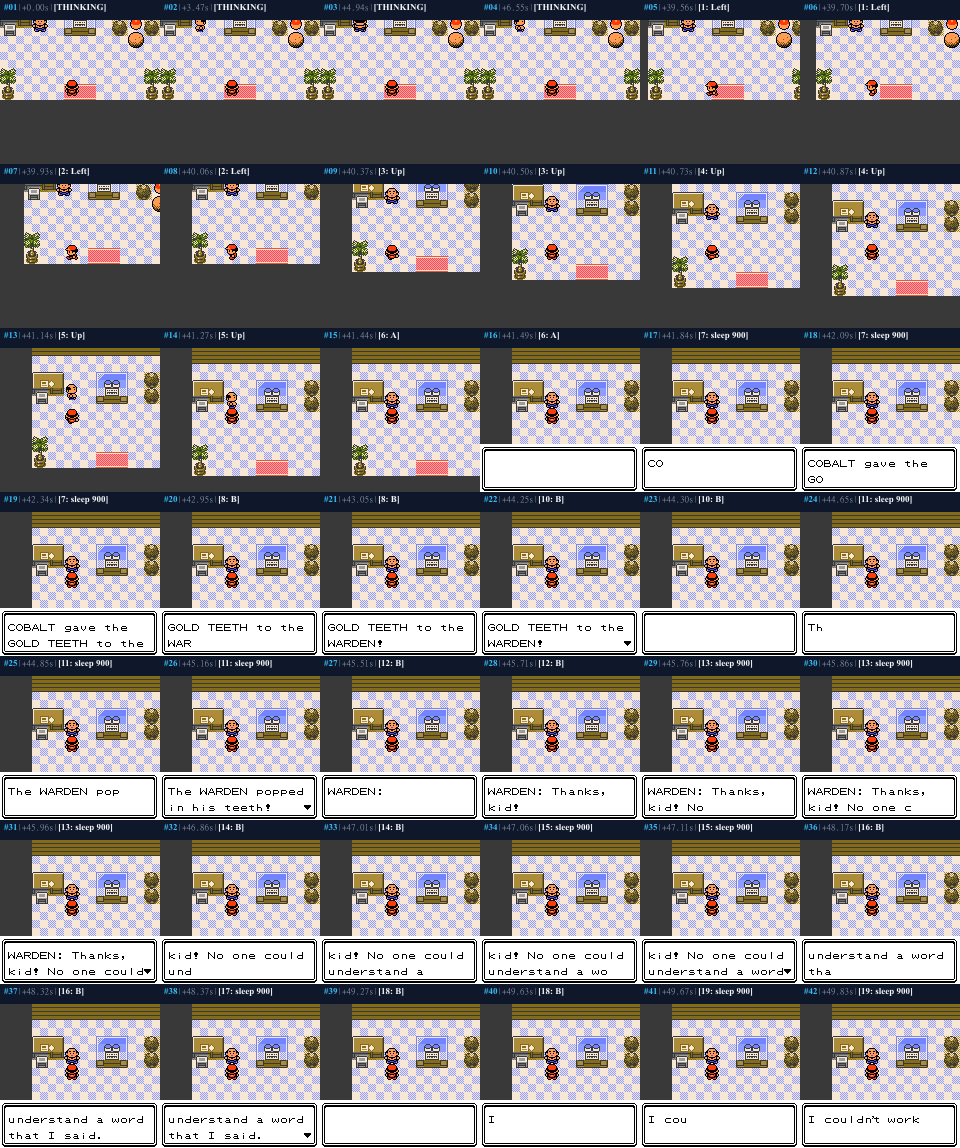 #01|+0.00s|[THINKING]
#02|+3.47s|[THINKING]
#03|+4.94s|[THINKING]
#04|+6.55s|[THINKING]
#05|+39.56s|[1: Left]
#06|+39.70s|[1: Left]
#07|+39.93s|[2: Left]
#08|+40.06s|[2: Left]
#09|+40.37s|[3: Up]
#10|+40.50s|[3: Up]
#11|+40.73s|[4: Up]
#12|+40.87s|[4: Up]
#13|+41.14s|[5: Up]
#14|+41.27s|[5: Up]
#15|+41.44s|[6: A]
#16|+41.49s|[6: A]
#17|+41.84s|[7: sleep 900]
CO
#18|+42.09s|[7: sleep 900]
COBALT gave the
GO
#19|+42.34s|[7: sleep 900]
COBALT gave the
GOLD TEETH to the
#20|+42.95s|[8: B]
GOLD TEETH to the
WAR
#21|+43.05s|[8: B]
GOLD TEETH to the
WARDEN!
#22|+44.25s|[10: B]
GOLD TEETH to the
WARDEN!
#23|+44.30s|[10: B]
#24|+44.65s|[11: sleep 900]
Th
#25|+44.85s|[11: sleep 900]
The WARDEN pop
#26|+45.16s|[11: sleep 900]
The WARDEN popped
in his teeth!
#27|+45.51s|[12: B]
WARDEN:
#28|+45.71s|[12: B]
WARDEN: Thanks,
kid!
#29|+45.76s|[13: sleep 900]
WARDEN: Thanks,
kid! No
#30|+45.86s|[13: sleep 900]
WARDEN: Thanks,
kid! No one c
#31|+45.96s|[13: sleep 900]
WARDEN: Thanks,
kid! No one could
#32|+46.86s|[14: B]
kid! No one could
und
#33|+47.01s|[14: B]
kid! No one could
understand a
#34|+47.06s|[15: sleep 900]
kid! No one could
understand a wo
#35|+47.11s|[15: sleep 900]
kid! No one could
understand a word
#36|+48.17s|[16: B]
understand a word
tha
#37|+48.32s|[16: B]
understand a word
that I said.
#38|+48.37s|[17: sleep 900]
understand a word
that I said.
#39|+49.27s|[18: B]
#40|+49.63s|[18: B]
I
#41|+49.67s|[19: sleep 900]
I cou
#42|+49.83s|[19: sleep 900]
I couldn't work